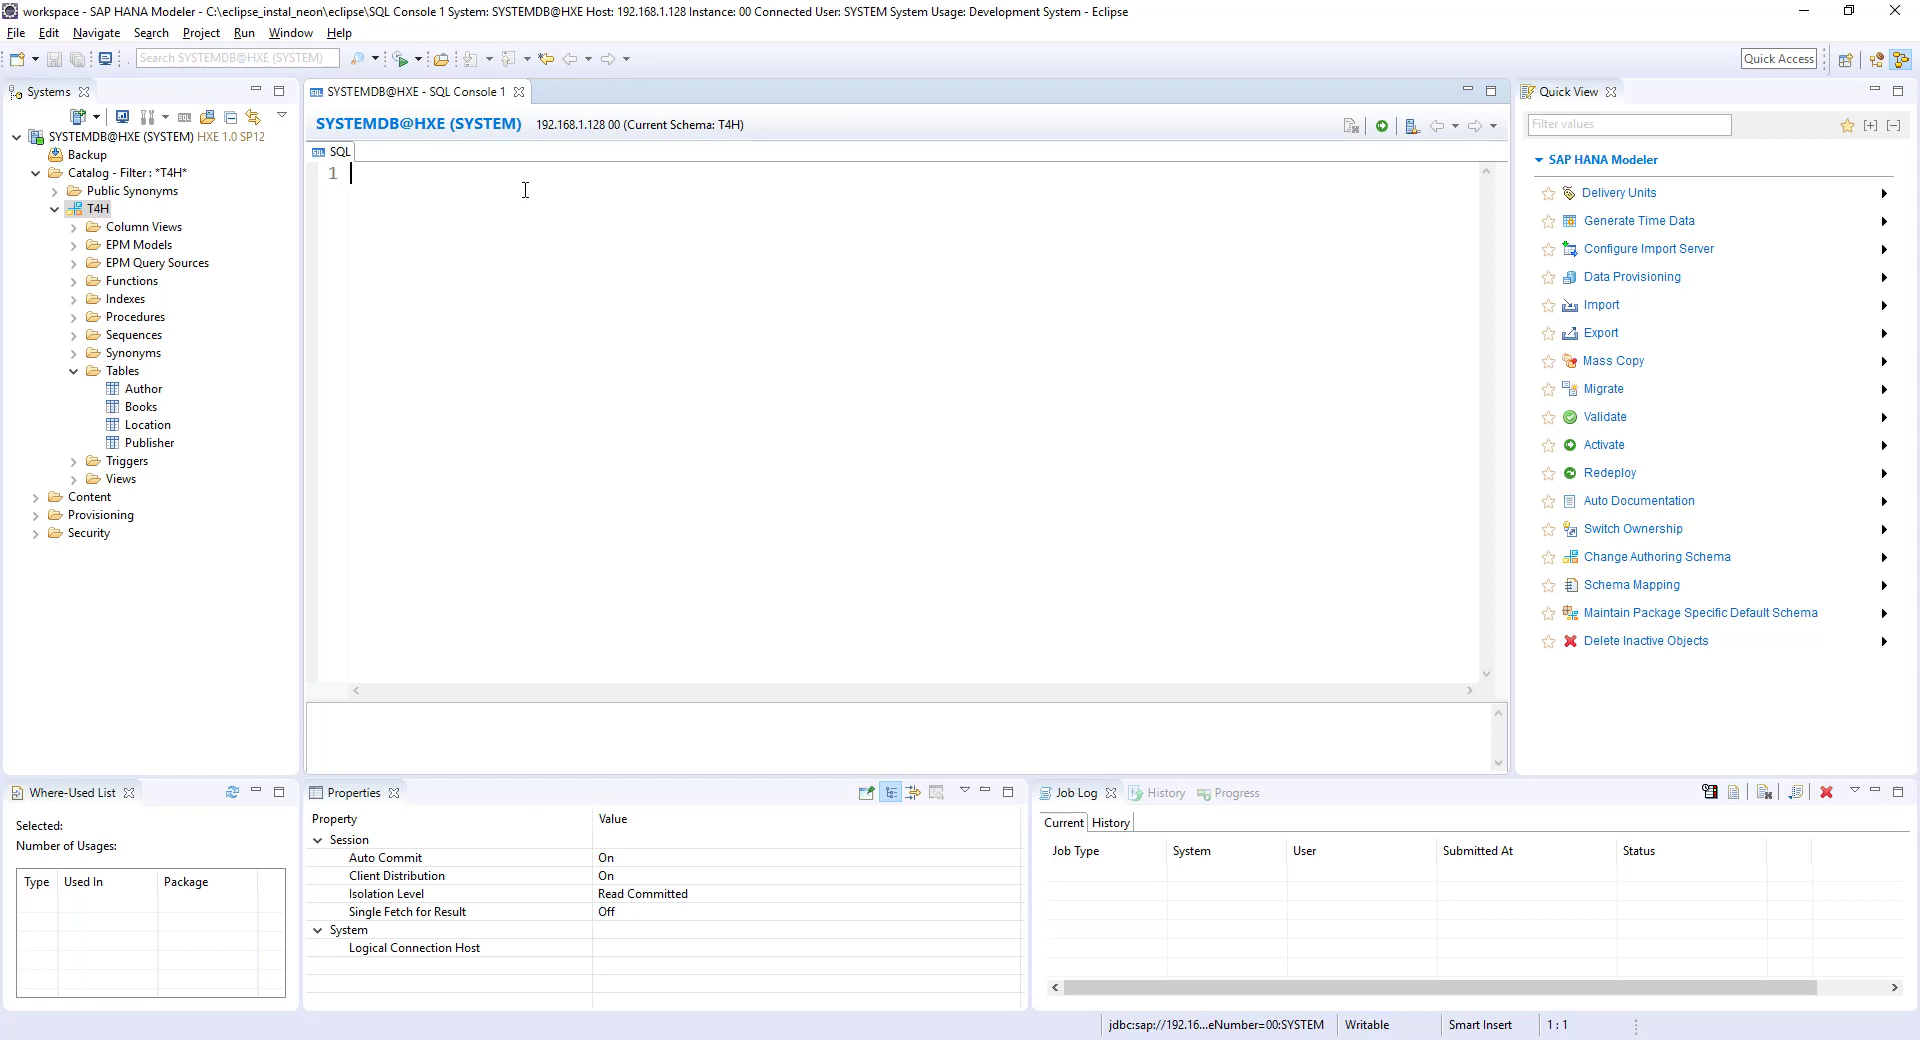 workspace - SAP HANA Modeler - C:\eclipse_instal_neon\eclipse\SQL Console 1 System: SYSTEMDB@HXE Host: 192.168.1.128 Instance: 00 Connected User: SYSTEM System Usage: Development System - Eclipse
File Edit Navigate Search Project Run Window Help
Search SYSTEMDB@HXE (SYSTEM)
Quick Access
Systems
SYSTEMDB@HXE (SYSTEM) HXE 1.0 SP12
Backup
Catalog - Filter : *T4H*
Public Synonyms
T4H
Column Views
EPM Models
EPM Query Sources
Functions
Indexes
Procedures
Sequences
Synonyms
Tables
Author
Books
Location
Publisher
Triggers
Views
Content
Provisioning
Security
SQL SYSTEMDB@HXE - SQL Console 1
SYSTEMDB@HXE (SYSTEM) 192.168.1.128 00 (Current Schema: T4H)
SQL SQL
1
Quick View
Filter values
SAP HANA Modeler
Delivery Units
Generate Time Data
Configure Import Server
Data Provisioning
Import
Export
Mass Copy
Migrate
Validate
Activate
Redeploy
Auto Documentation
Switch Ownership
Change Authoring Schema
Schema Mapping
Maintain Package Specific Default Schema
Delete Inactive Objects
Where-Used List
Selected:
Number of Usages:
Type Used In Package
Properties
Property Value
Session
Auto Commit On
Client Distribution On
Isolation Level Read Committed
Single Fetch for Result Off
System
Logical Connection Host
Job Log History Progress
Current History
Job Type System User Submitted At Status
jdbc:sap://192.16...eNumber=00:SYSTEM Writable Smart Insert 1 : 1